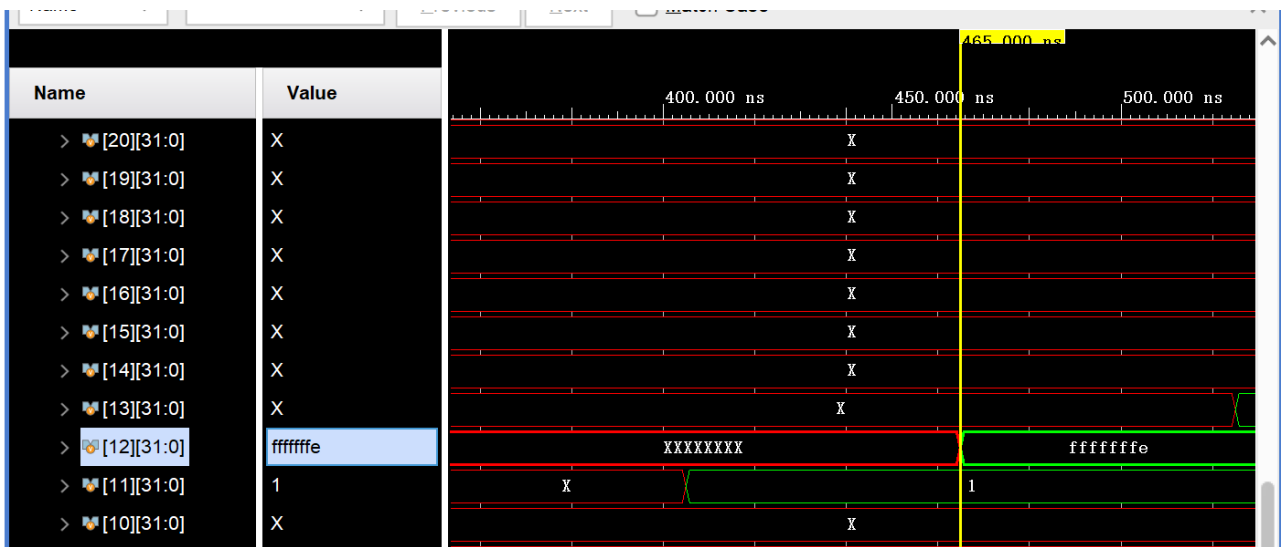 465.000 ns
Name Value
400.000 ns 450.000 ns 500.000 ns
[20][31:0] X X
[19][31:0] X X
[18][31:0] X X
[17][31:0] X X
[16][31:0] X X
[15][31:0] X X
[14][31:0] X X
[13][31:0] X X
[12][31:0] fffffffe XXXXXXXX fffffffe
[11][31:0] 1 X 1
[10][31:0] X X